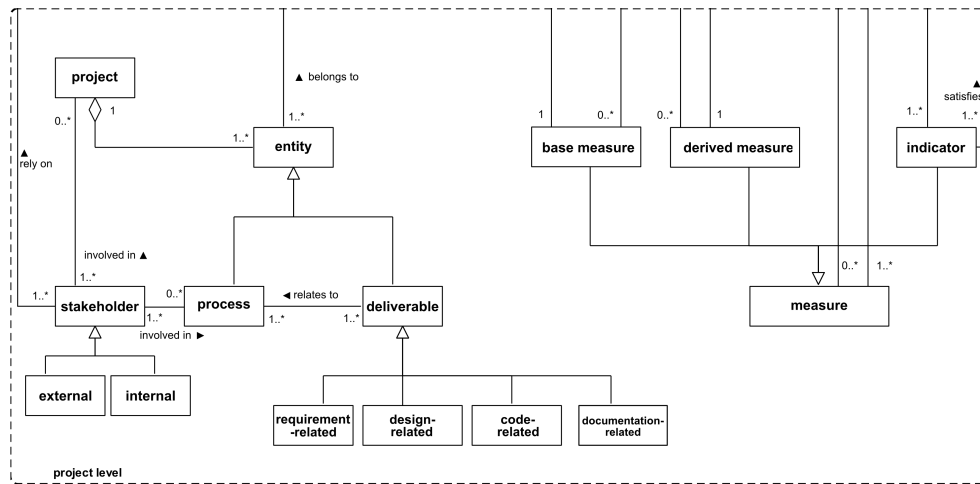 project
▲ belongs to
1
0..*
1..*
1..*
entity
▲
rely on
1
0..*
0..*
1
1..*
▲
satisfies
1..*
base measure
derived measure
indicator
involved in ▲
1..*
1..*
stakeholder
0..*
1..*
involved in ►
process
◄ relates to
1..*
1..*
deliverable
0..*
1..*
measure
external
internal
requirement
-related
design-
related
code-
related
documentation-
related
project level